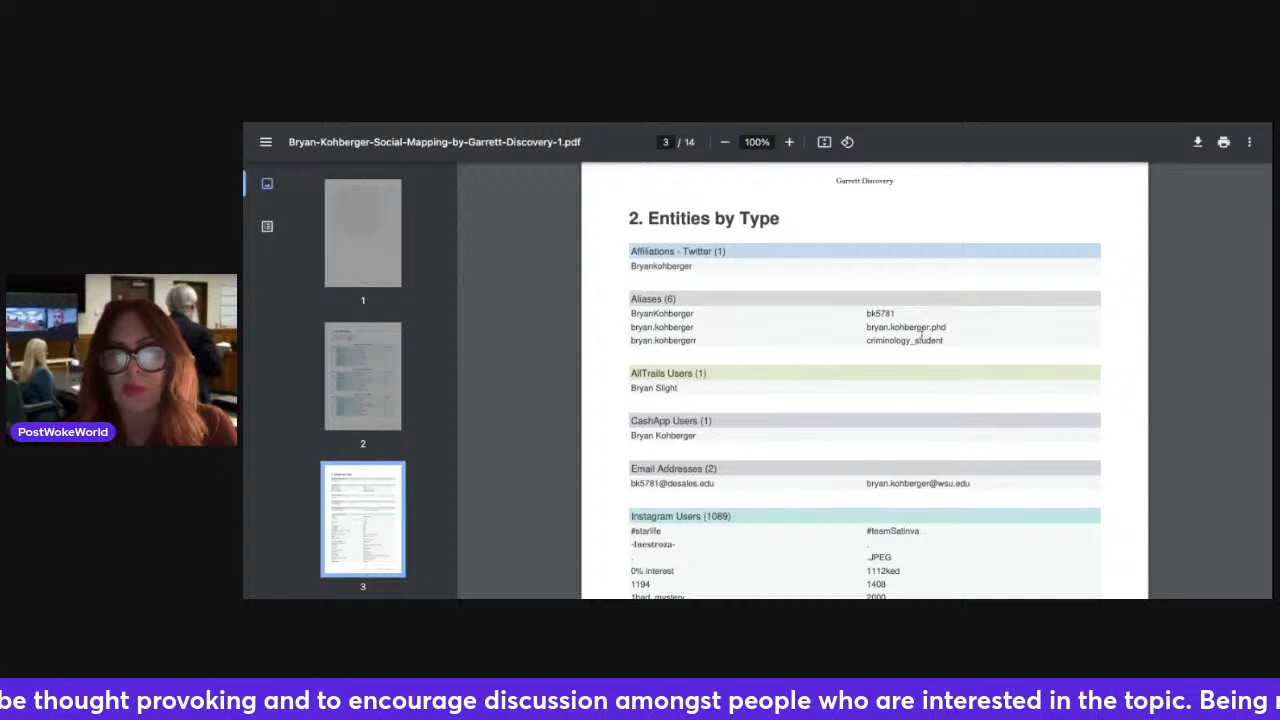 Bryan-Kohberger-Social-Mapping-by-Garrett-Discovery-1.pdf
3 / 14
100%
Garrett Discovery
2. Entities by Type
Affiliations - Twitter (1)
Bryankohberger
Aliases (6)
BryanKohberger bk5781
bryan.kohberger bryan.kohberger.phd
bryan.kohbergerr criminology_student
AllTrails Users (1)
Bryan Slight
CashApp Users (1)
Bryan Kohberger
Email Addresses (2)
bk5781@desales.edu bryan.kohberger@wsu.edu
Instagram Users (1089)
#starlife #teamSatinva
-Inestroza- .
. .JPEG
0% interest 1112ked
1194 1408
1bad_mystery 2000
1
2
3
PostWokeWorld
be thought provoking and to encourage discussion amongst people who are interested in the topic. Being